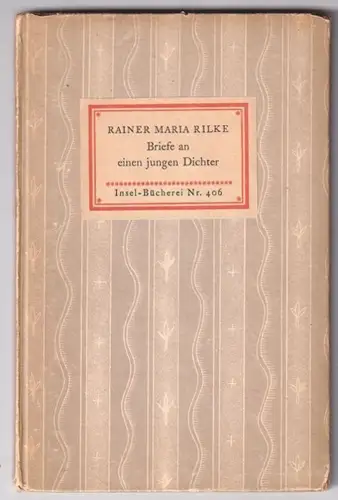 RAINER MARIA RILKE
Briefe an
einen jungen Dichter
Insel-Bücherei Nr. 406